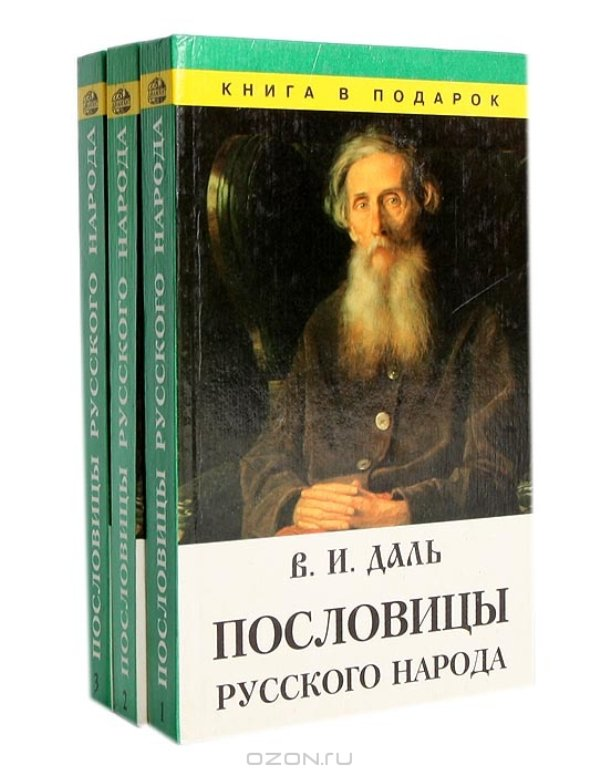 КНИГА В ПОДАРОК
В. И. ДАЛЬ
ПОСЛОВИЦЫ
РУССКОГО НАРОДА
ПОСЛОВИЦЫ РУССКОГО НАРОДА
3
ПОСЛОВИЦЫ РУССКОГО НАРОДА
2
ПОСЛОВИЦЫ РУССКОГО НАРОДА
1
OZON.RU